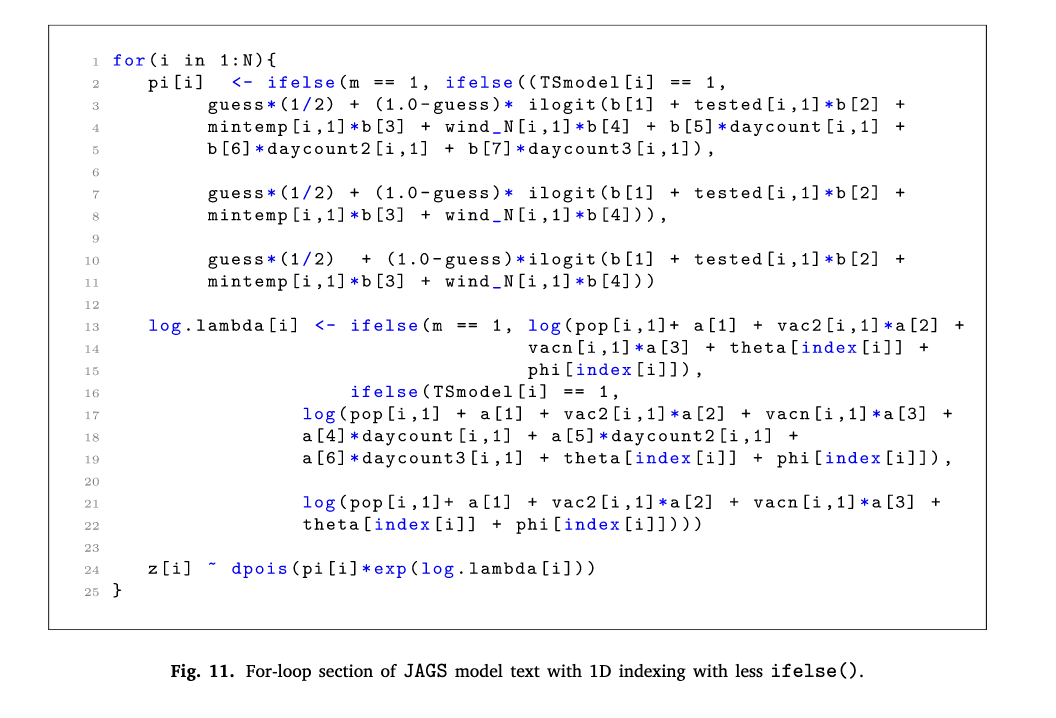 1 for(i in 1:N){
2 pi[i] <- ifelse(m == 1, ifelse((TSmodel[i] == 1,
3 guess*(1/2) + (1.0-guess)* ilogit(b[1] + tested[i,1]*b[2] +
4 mintemp[i,1]*b[3] + wind_N[i,1]*b[4] + b[5]*daycount[i,1] +
5 b[6]*daycount2[i,1] + b[7]*daycount3[i,1]),
6
7 guess*(1/2) + (1.0-guess)* ilogit(b[1] + tested[i,1]*b[2] +
8 mintemp[i,1]*b[3] + wind_N[i,1]*b[4])),
9
10 guess*(1/2)  + (1.0-guess)*ilogit(b[1] + tested[i,1]*b[2] +
11 mintemp[i,1]*b[3] + wind_N[i,1]*b[4]))
12
13 log.lambda[i] <- ifelse(m == 1, log(pop[i,1]+ a[1] + vac2[i,1]*a[2] +
14 vacn[i,1]*a[3] + theta[index[i]] +
15 phi[index[i]]),
16 ifelse(TSmodel[i] == 1,
17 log(pop[i,1] + a[1] + vac2[i,1]*a[2] + vacn[i,1]*a[3] +
18 a[4]*daycount[i,1] + a[5]*daycount2[i,1] +
19 a[6]*daycount3[i,1] + theta[index[i]] + phi[index[i]]),
20
21 log(pop[i,1]+ a[1] + vac2[i,1]*a[2] + vacn[i,1]*a[3] +
22 theta[index[i]] + phi[index[i]])))
23
24 z[i] ~ dpois(pi[i]*exp(log.lambda[i]))
25 }
Fig. 11. For-loop section of JAGS model text with 1D indexing with less ifelse().